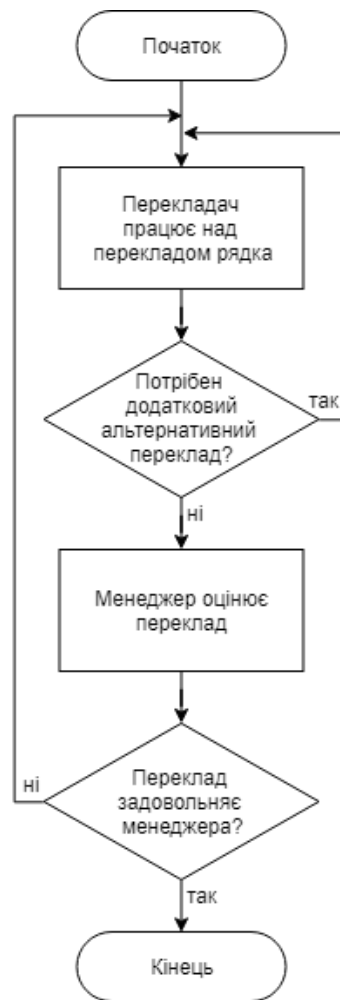 Початок
Перекладач
працює над
перекладом рядка
Потрібен
додатковий
альтернативний
переклад?
так
ні
Менеджер оцінює
переклад
Переклад
задовольняє
менеджера?
ні
так
Кінець